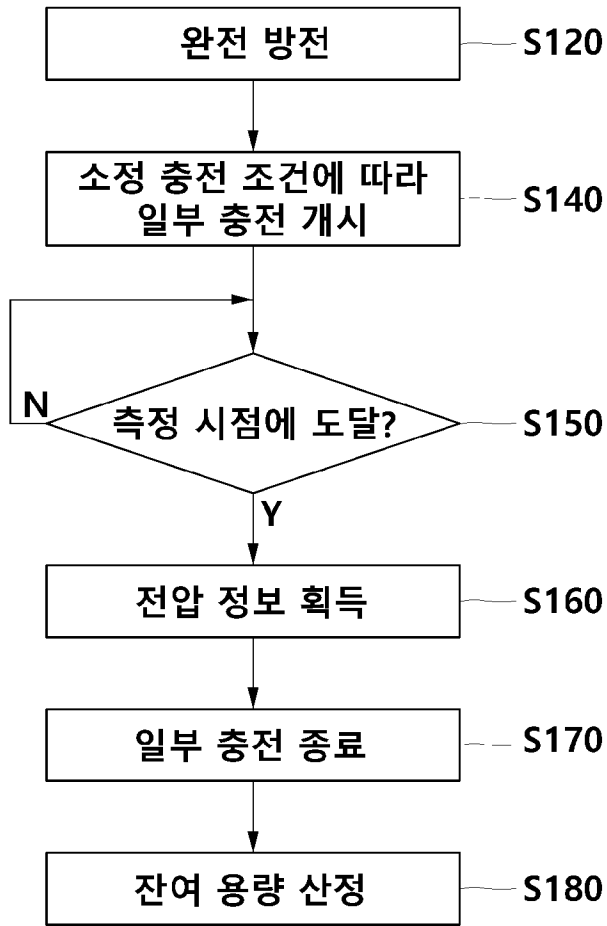 완전 방전
S120
소정 충전 조건에 따라
일부 충전 개시
S140
측정 시점에 도달?
S150
N
Y
전압 정보 획득
S160
일부 충전 종료
S170
잔여 용량 산정
S180